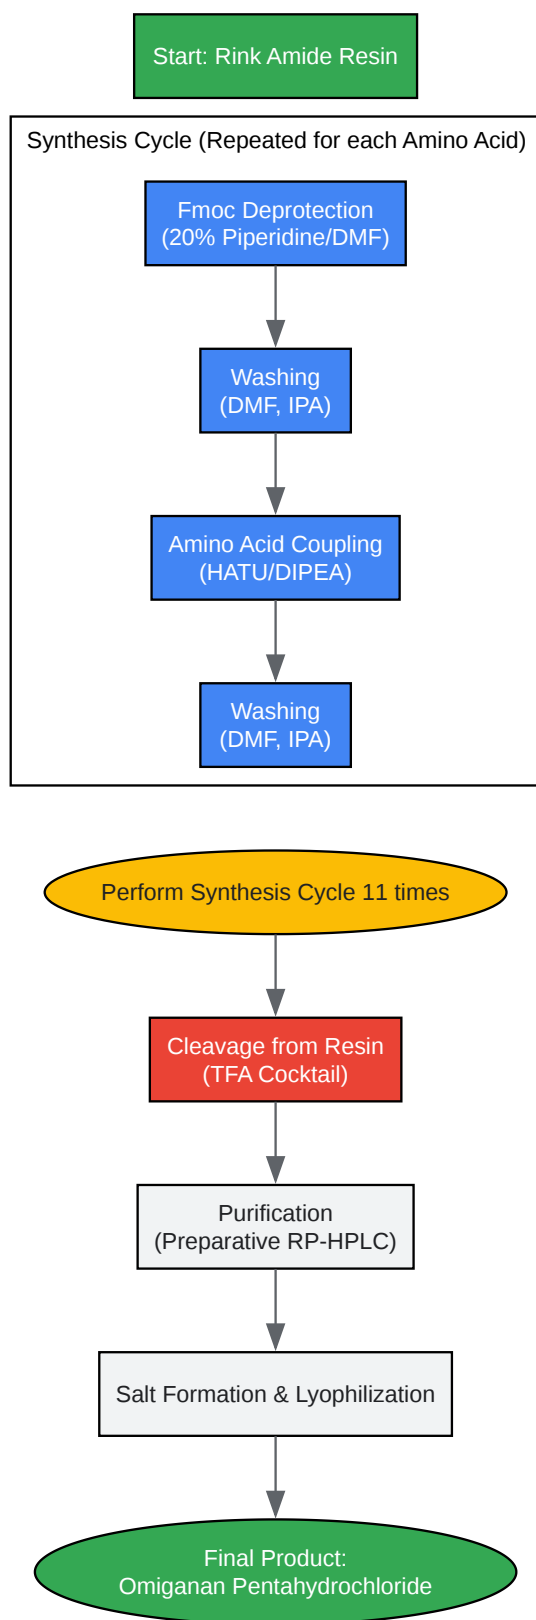 Start: Rink Amide Resin
Synthesis Cycle (Repeated for each Amino Acid)
Fmoc Deprotection
(20% Piperidine/DMF)
Washing
(DMF, IPA)
Amino Acid Coupling
(HATU/DIPEA)
Washing
(DMF, IPA)
Perform Synthesis Cycle 11 times
Cleavage from Resin
(TFA Cocktail)
Purification
(Preparative RP-HPLC)
Salt Formation & Lyophilization
Final Product:
Omiganan Pentahydrochloride